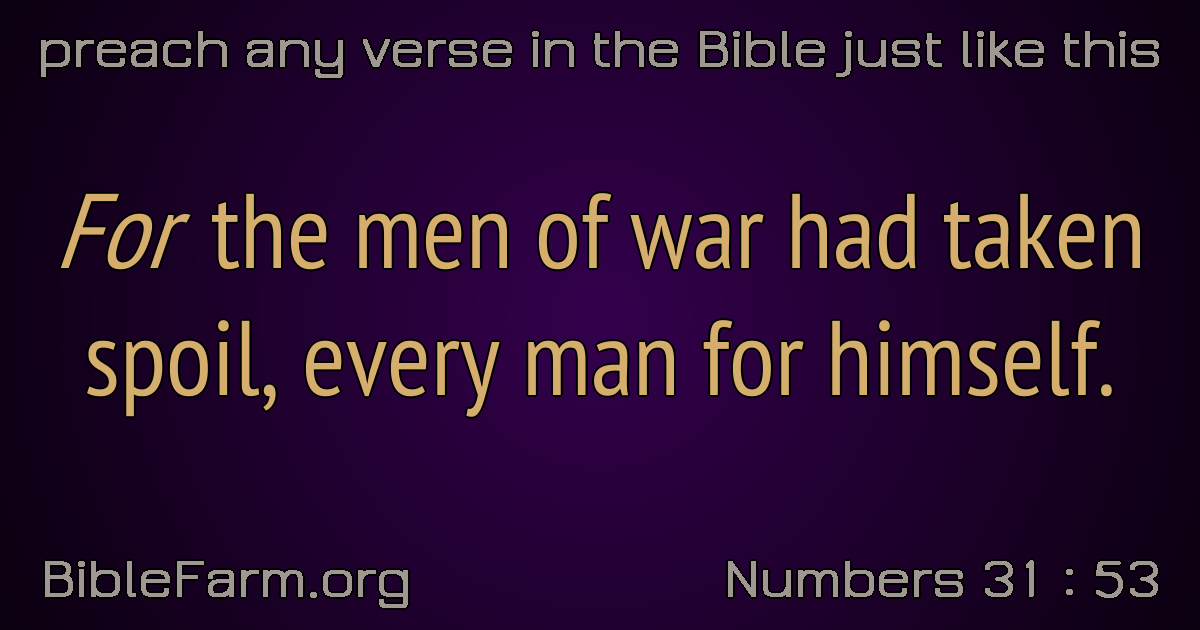 preach any verse in the Bible just like this
For the men of war had taken
spoil, every man for himself.
BibleFarm.org
Numbers 31 : 53